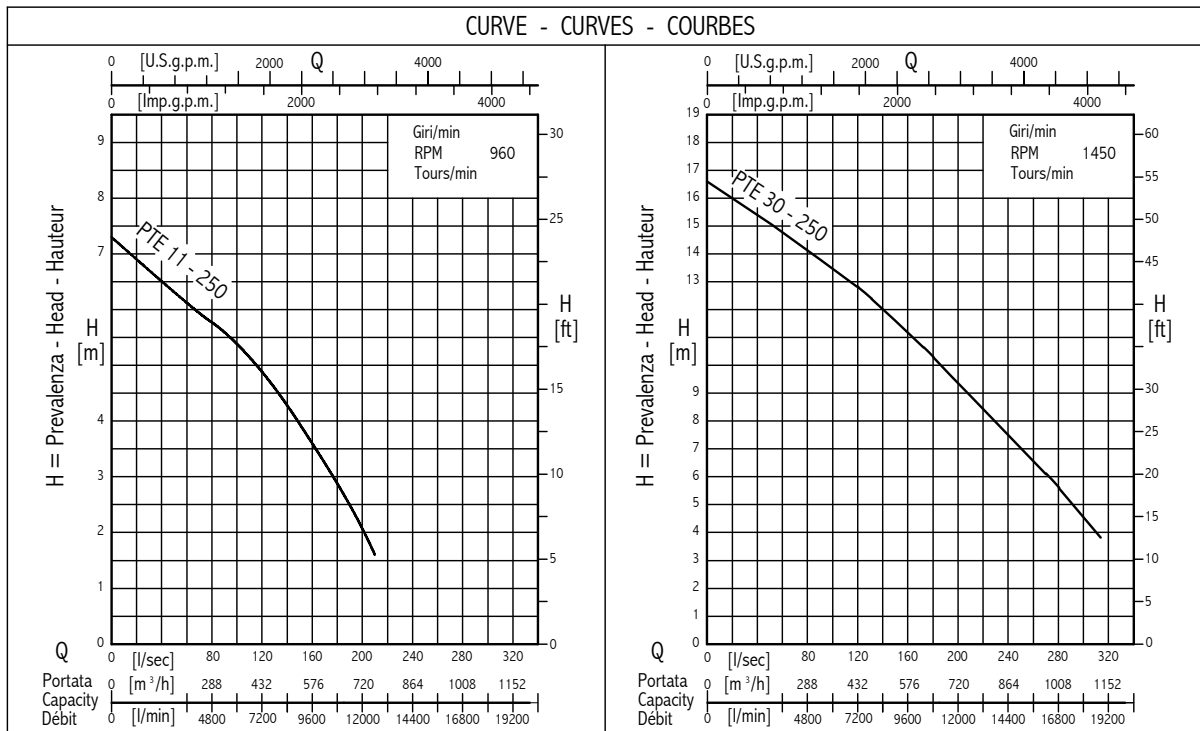 CURVE - CURVES - COURBES
0 [U.S.g.p.m.] 2000 Q 4000
0 [Imp.g.p.m.] 2000 4000
Giri/min
RPM 960
Tours/min
PTE 11 - 250
H = Prevalenza - Head - Hauteur
H
[m]
9
8
7
4
3
2
1
0
30
25
H
[ft]
15
10
5
0
Q 0 [l/sec] 80 120 160 200 240 280 320
Portata 0 [m³/h] 288 432 576 720 864 1008 1152
Capacity
Débit 0 [l/min] 4800 7200 9600 12000 14400 16800 19200
0 [U.S.g.p.m.] 2000 Q 4000
0 [Imp.g.p.m.] 2000 4000
Giri/min
RPM 1450
Tours/min
PTE 30 - 250
H = Prevalenza - Head - Hauteur
H
[m]
19
18
17
16
15
14
13
9
8
7
6
5
4
3
2
1
0
60
55
50
45
H
[ft]
30
25
20
15
10
5
0
Q 0 [l/sec] 80 120 160 200 240 280 320
Portata 0 [m³/h] 288 432 576 720 864 1008 1152
Capacity
Débit 0 [l/min] 4800 7200 9600 12000 14400 16800 19200